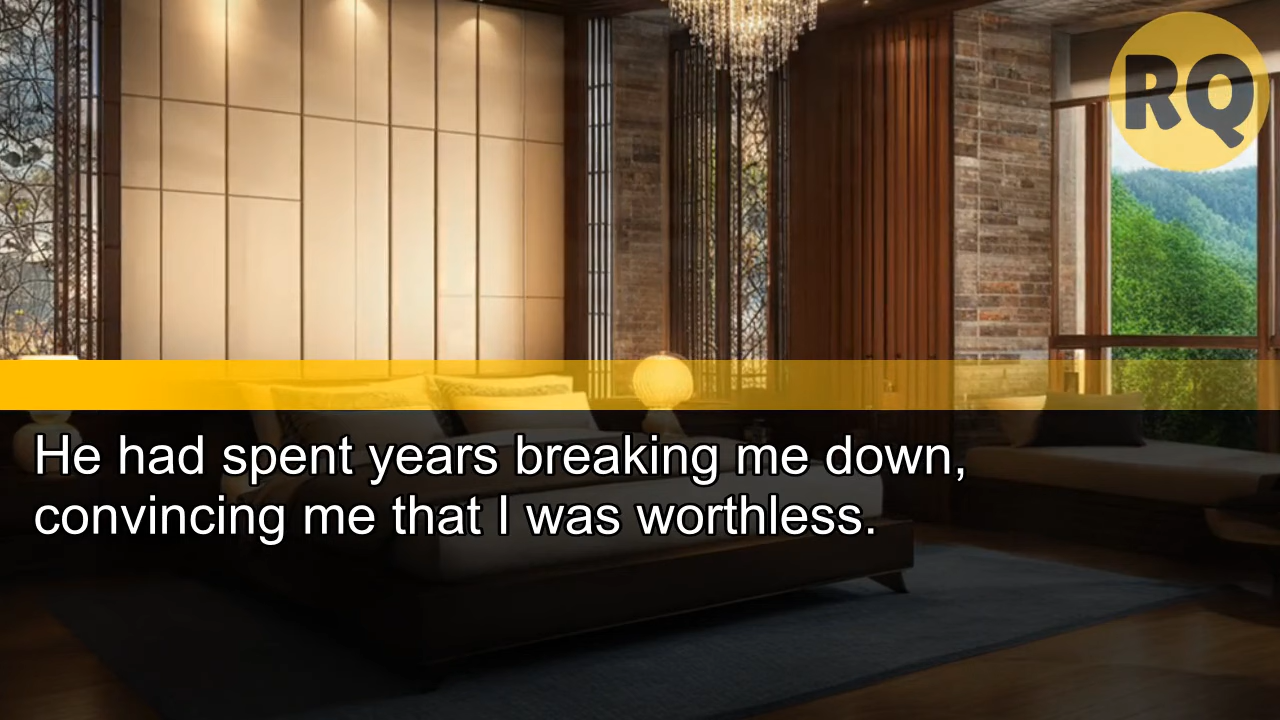 RQ
He had spent years breaking me down,
convincing me that I was worthless.